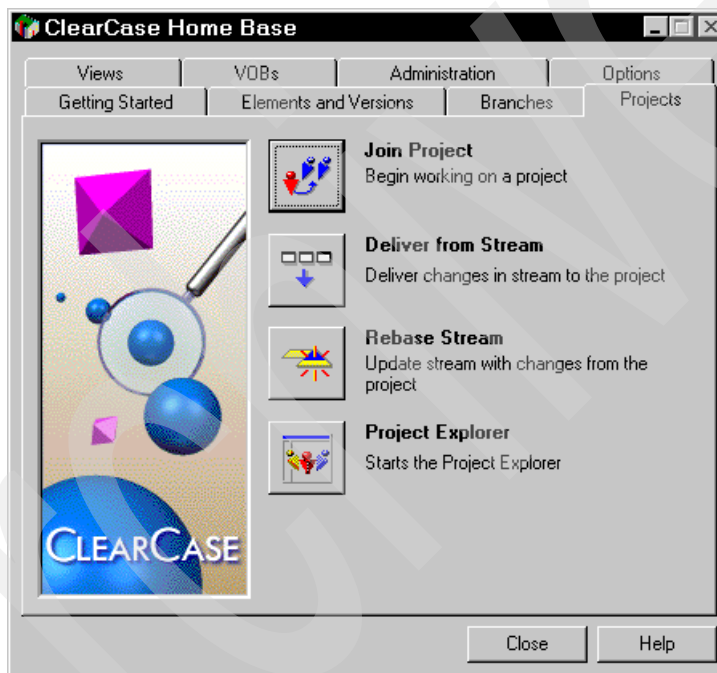 ClearCase Home Base
Views VOBs Administration Options
Getting Started Elements and Versions Branches Projects
Join Project
Begin working on a project
Deliver from Stream
Deliver changes in stream to the project
Rebase Stream
Update stream with changes from the
project
Project Explorer
Starts the Project Explorer
CLEARCASE
Close Help